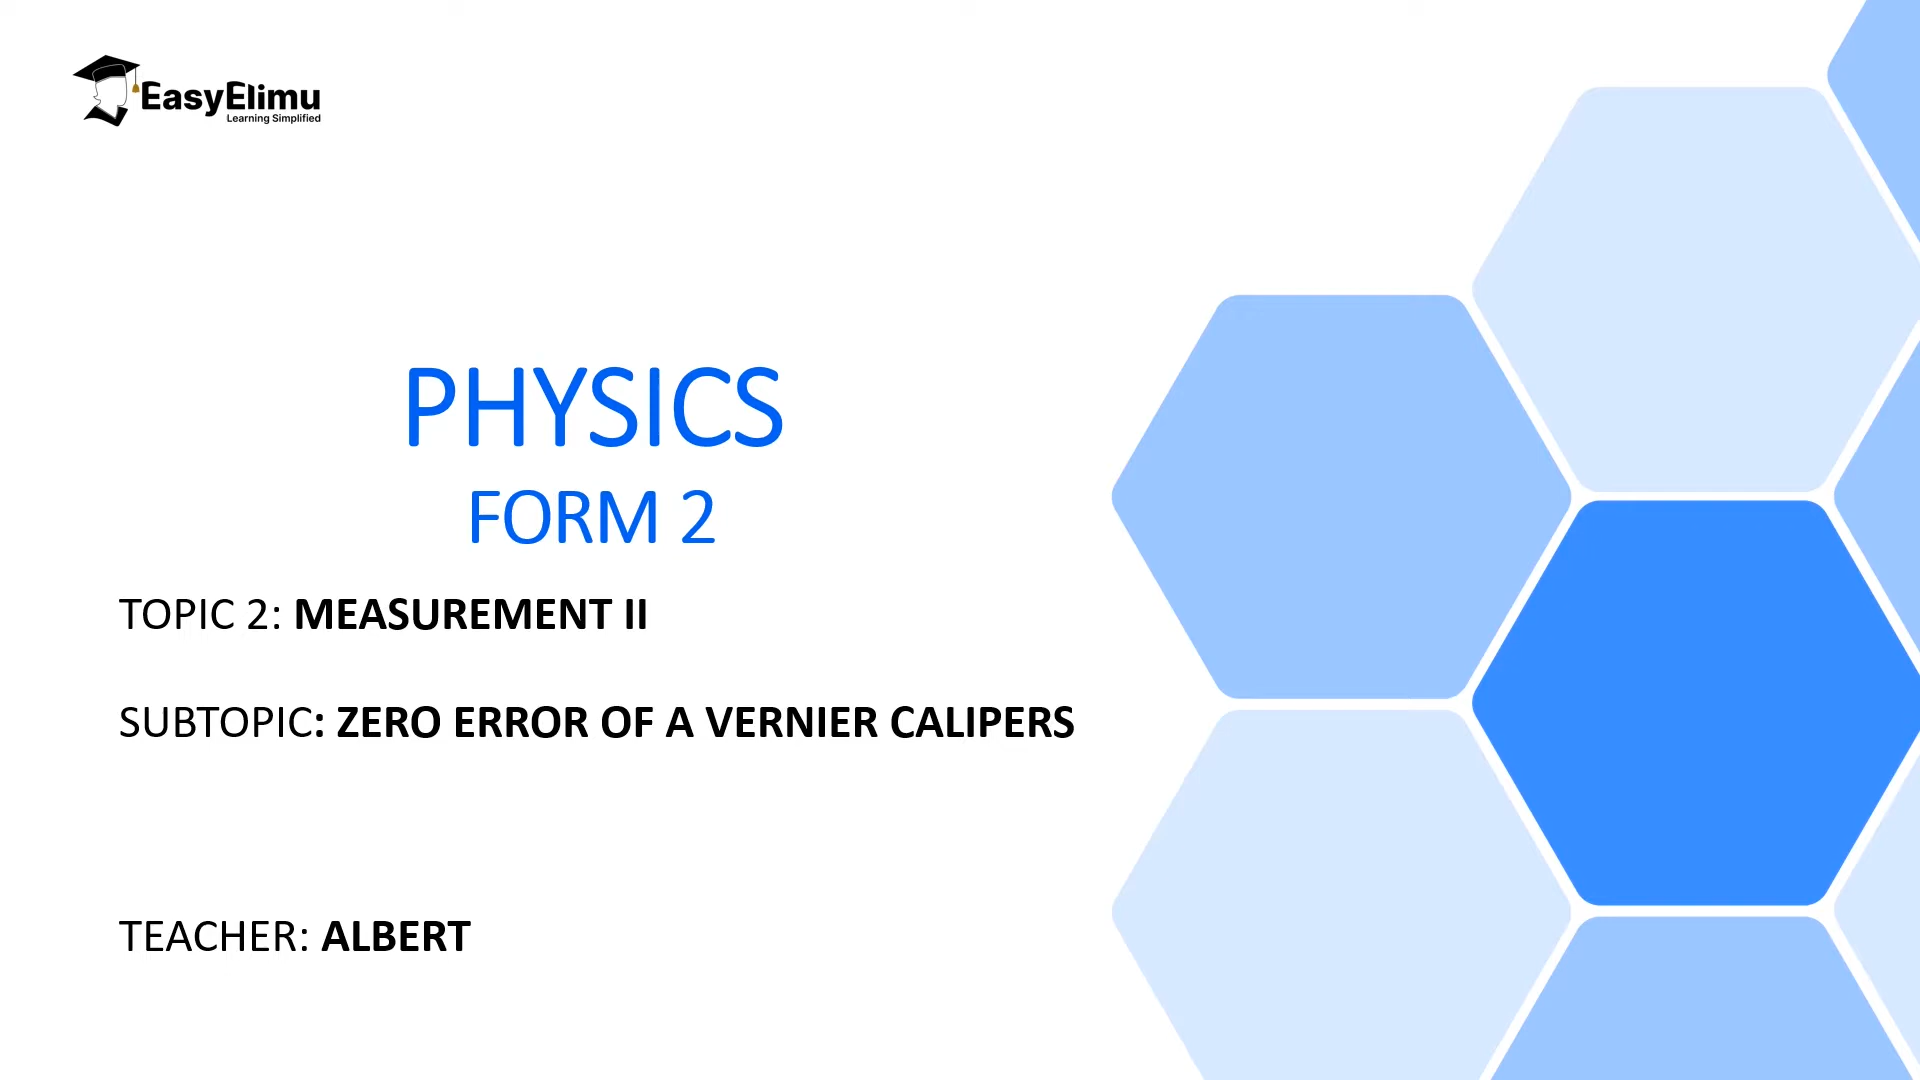 EasyElimu
Learning Simplified
PHYSICS
FORM 2
TOPIC 2: MEASUREMENT II
SUBTOPIC: ZERO ERROR OF A VERNIER CALIPERS
TEACHER: ALBERT